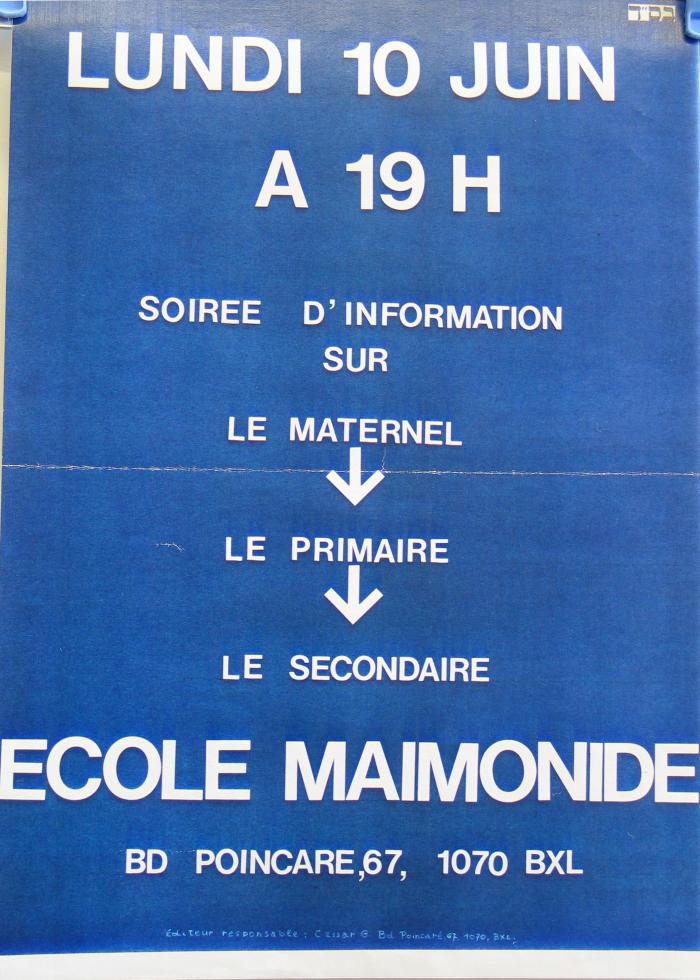 LUNDI 10 JUIN
A 19 H
SOIREE D'INFORMATION
SUR
LE MATERNEL
LE PRIMAIRE
LE SECONDAIRE
ECOLE MAIMONIDE
BD POINCARE,67, 1070 BXL
Éditeur responsable : G. Bd Poincaré, 67, 1070, BXL.